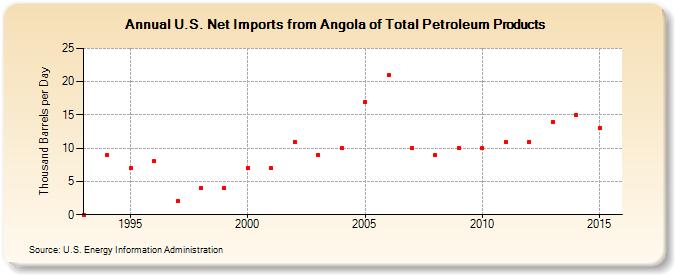 Annual U.S. Net Imports from Angola of Total Petroleum Products
Thousand Barrels per Day
25
20
15
10
5
0
1995 2000 2005 2010 2015
Source: U.S. Energy Information Administration